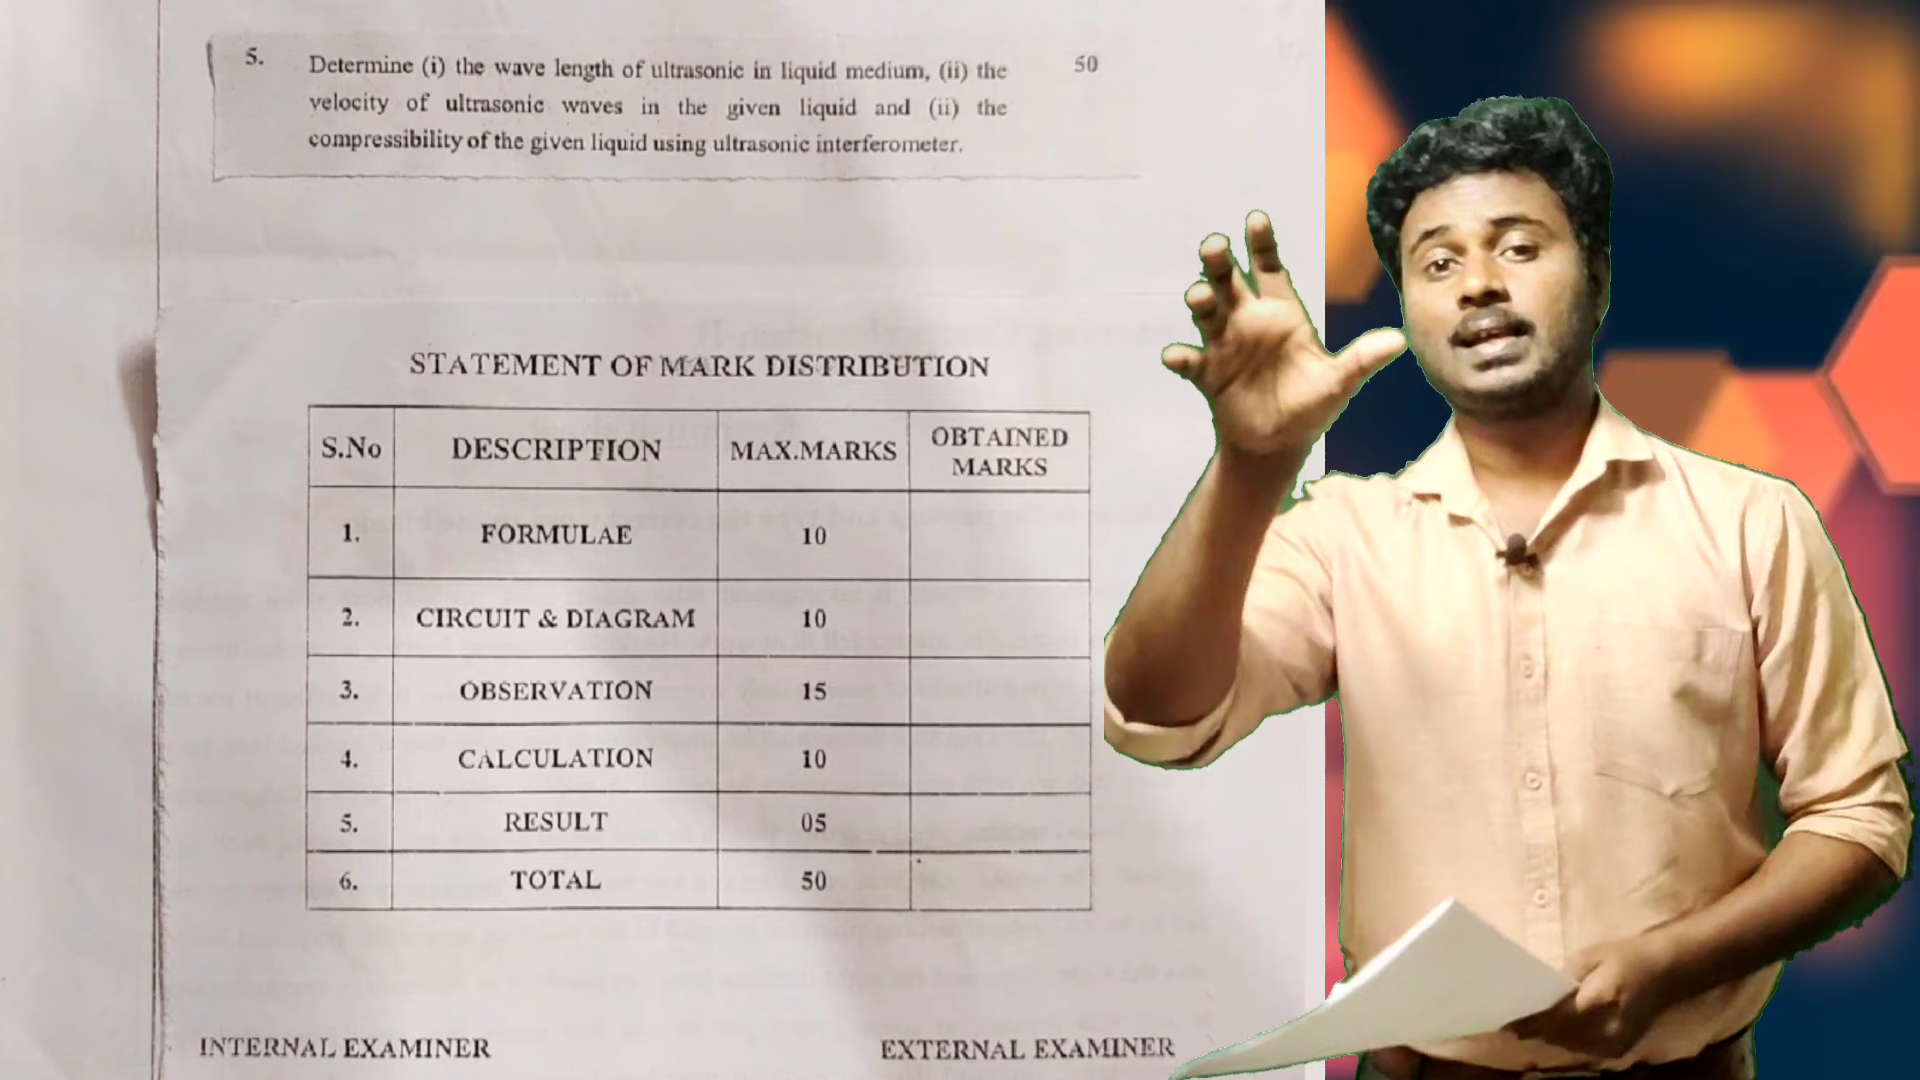 5. Determine (i) the wave length of ultrasonic in liquid medium, (ii) the 50
velocity of ultrasonic waves in the given liquid and (ii) the
compressibility of the given liquid using ultrasonic interferometer.
STATEMENT OF MARK DISTRIBUTION
S.No DESCRIPTION MAX.MARKS OBTAINED MARKS
1. FORMULAE 10
2. CIRCUIT & DIAGRAM 10
3. OBSERVATION 15
4. CALCULATION 10
5. RESULT 05
6. TOTAL 50
INTERNAL EXAMINER EXTERNAL EXAMINER